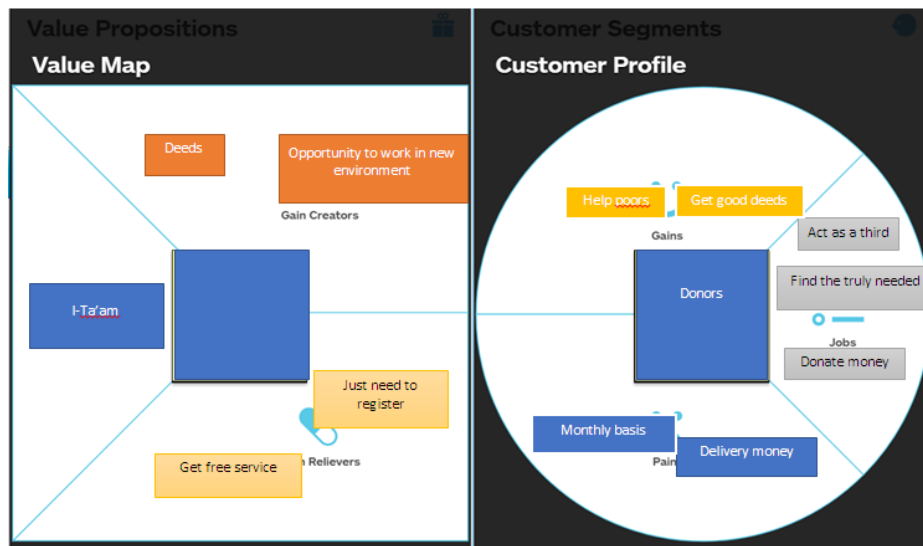 Value Propositions
Value Map
Deeds
Opportunity to work in new
environment
Gain Creators
I-Ta'am
Just need to
register
Relievers
Get free service
Customer Segments
Customer Profile
Help poors
Get good deeds
Gains
Act as a third
Find the truly needed
Donors
Jobs
Donate money
Monthly basis
Delivery money
Pain